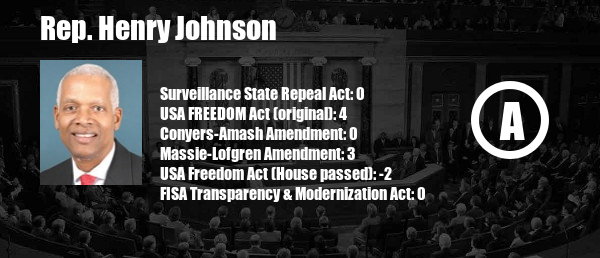 Rep. Henry Johnson
Surveillance State Repeal Act: 0
USA FREEDOM Act (original): 4
Conyers-Amash Amendment: 0
Massie-Lofgren Amendment: 3
USA Freedom Act (House passed): -2
FISA Transparency & Modernization Act: 0
A